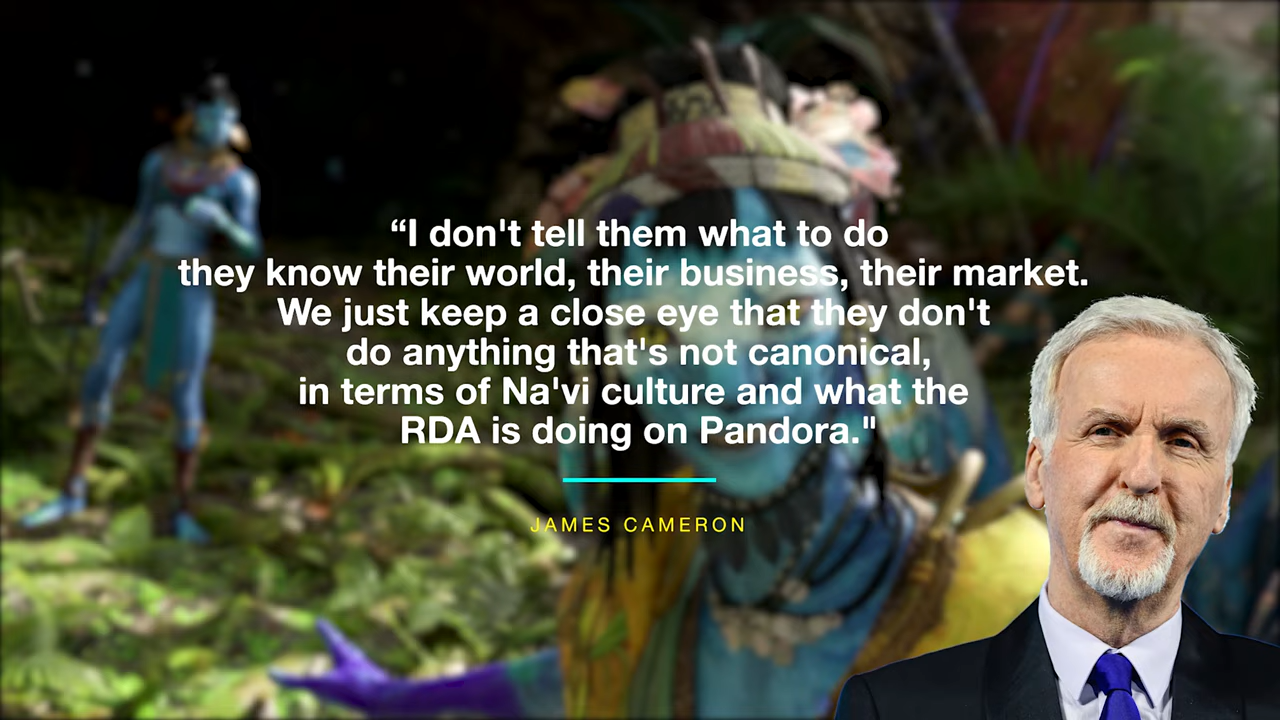 “I don't tell them what to do
they know their world, their business, their market.
We just keep a close eye that they don't
do anything that's not canonical,
in terms of Na'vi culture and what the
RDA is doing on Pandora."
JAMES CAMERON